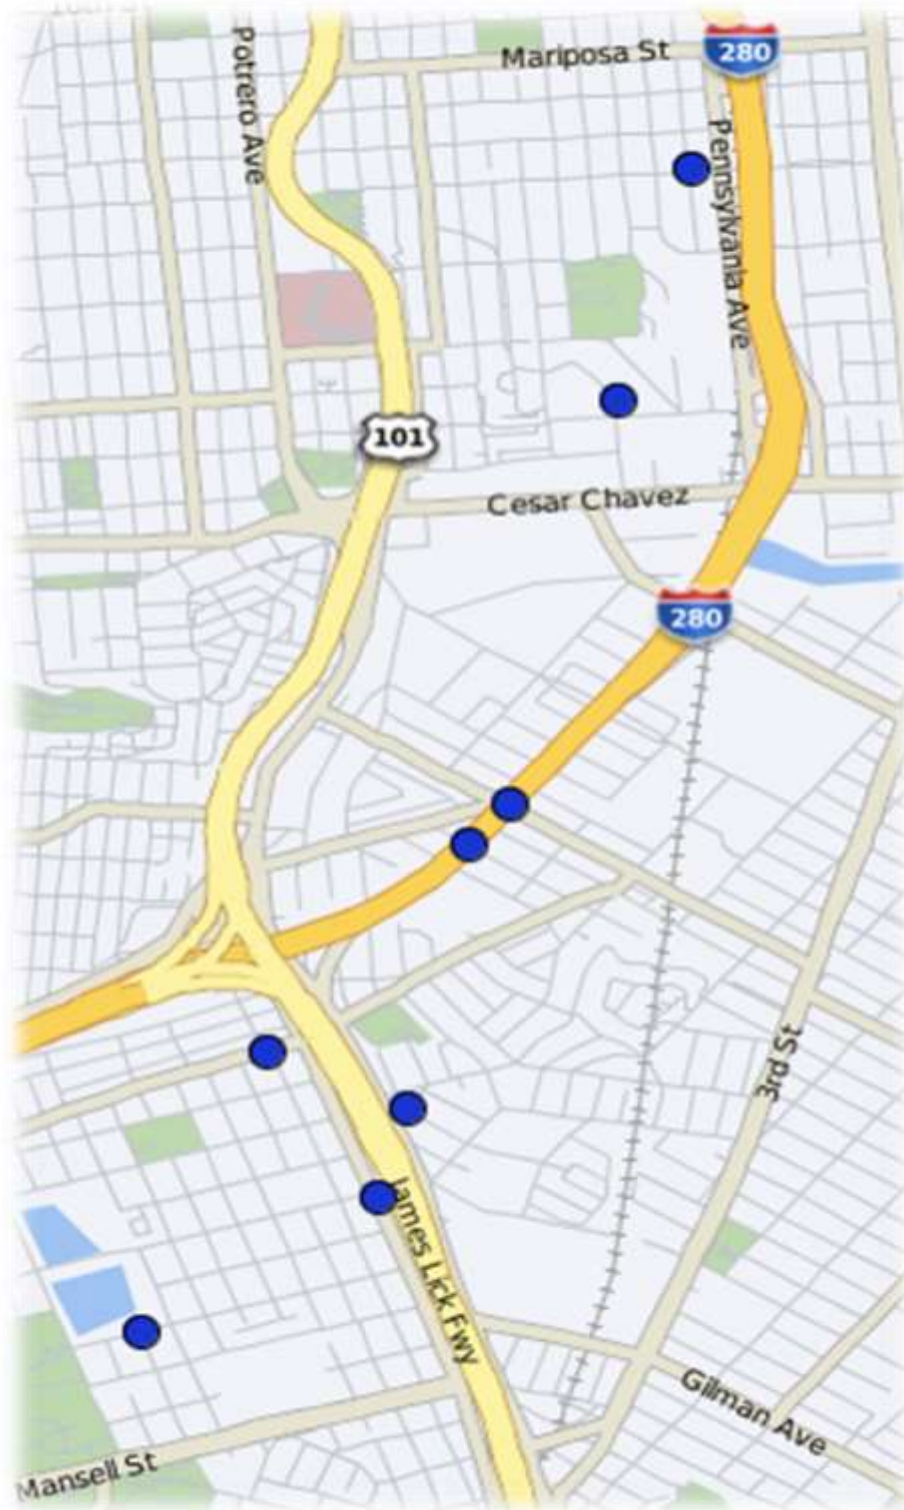 Mariposa St
280
Potrero Ave
Pennsylvania Ave
101
Cesar Chavez
280
3rd St
James Lick Fwy
Gilman Ave
Mansell St